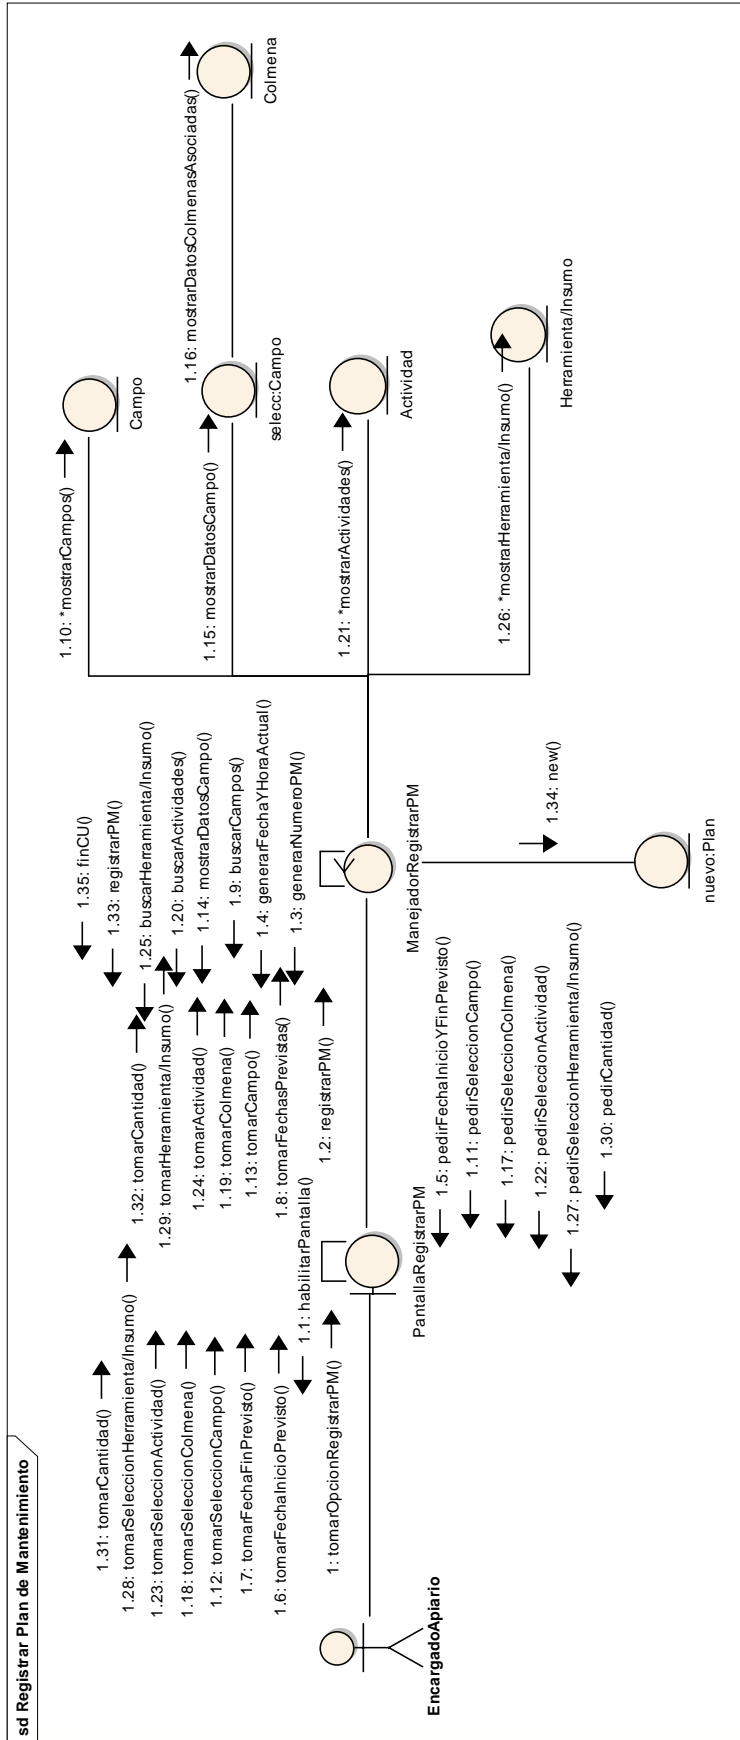 sd Registrar Plan de Mantenimiento
EncargadoApiario
1.31: tomarCantidad()
1.28: tomarSeleccionHerramienta/Insumo()
1.23: tomarSeleccionActividad()
1.18: tomarSeleccionColmena()
1.12: tomarSeleccionCampo()
1.7: tomarFechaFinPrevisto()
1.6: tomarFechaInicioPrevisto()
1.1: habilitarPantalla()
1: tomarOpcionRegistrarPM()
PantallaRegistrarPM
1.32: tomarCantidad()
1.29: tomarHerramienta/Insumo()
1.24: tomarActividad()
1.19: tomarColmena()
1.13: tomarCampo()
1.8: tomarFechasPrevistas()
1.2: registrarPM()
1.5: pedirFechaInicioYFinPrevisto()
1.11: pedirSeleccionCampo()
1.17: pedirSeleccionColmena()
1.22: pedirSeleccionActividad()
1.27: pedirSeleccionHerramienta/Insumo()
1.30: pedirCantidad()
1.35: finCU()
1.33: registrarPM()
1.25: buscarHerramienta/Insumo()
1.20: buscarActividades()
1.14: mostrarDatosCampo()
1.9: buscarCampos()
1.4: generarFechaYHoraActual()
1.3: generarNumeroPM()
ManejadorRegistrarPM
1.34: new()
nuevo:Plan
1.10: *mostrarCampos()
Campo
1.15: mostrarDatosCampo()
selecc:Campo
1.16: mostrarDatosColmenasAsociadas()
Colmena
1.21: *mostrarActividades()
Actividad
1.26: *mostrarHerramienta/Insumo()
Herramienta/Insumo